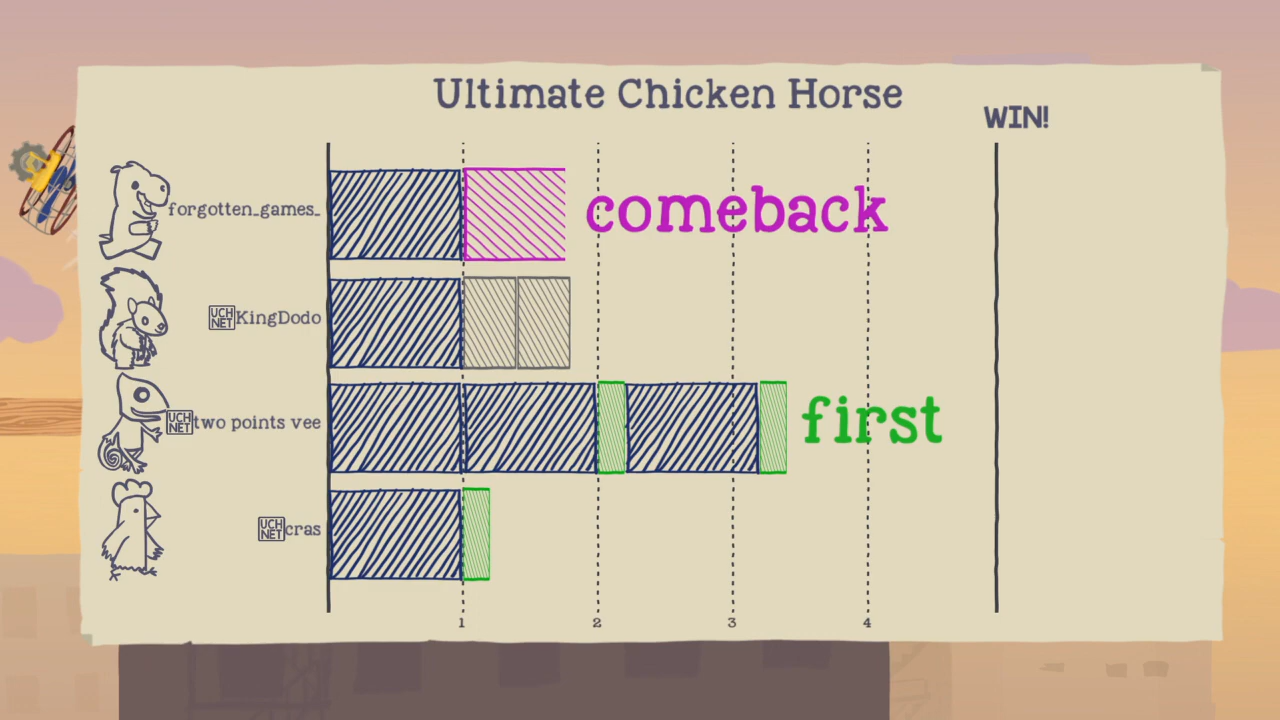 Ultimate Chicken Horse
WIN!
forgotten_games_
comeback
UCH NET KingDodo
UCH NET two points vee
first
UCH NET cras
1 2 3 4